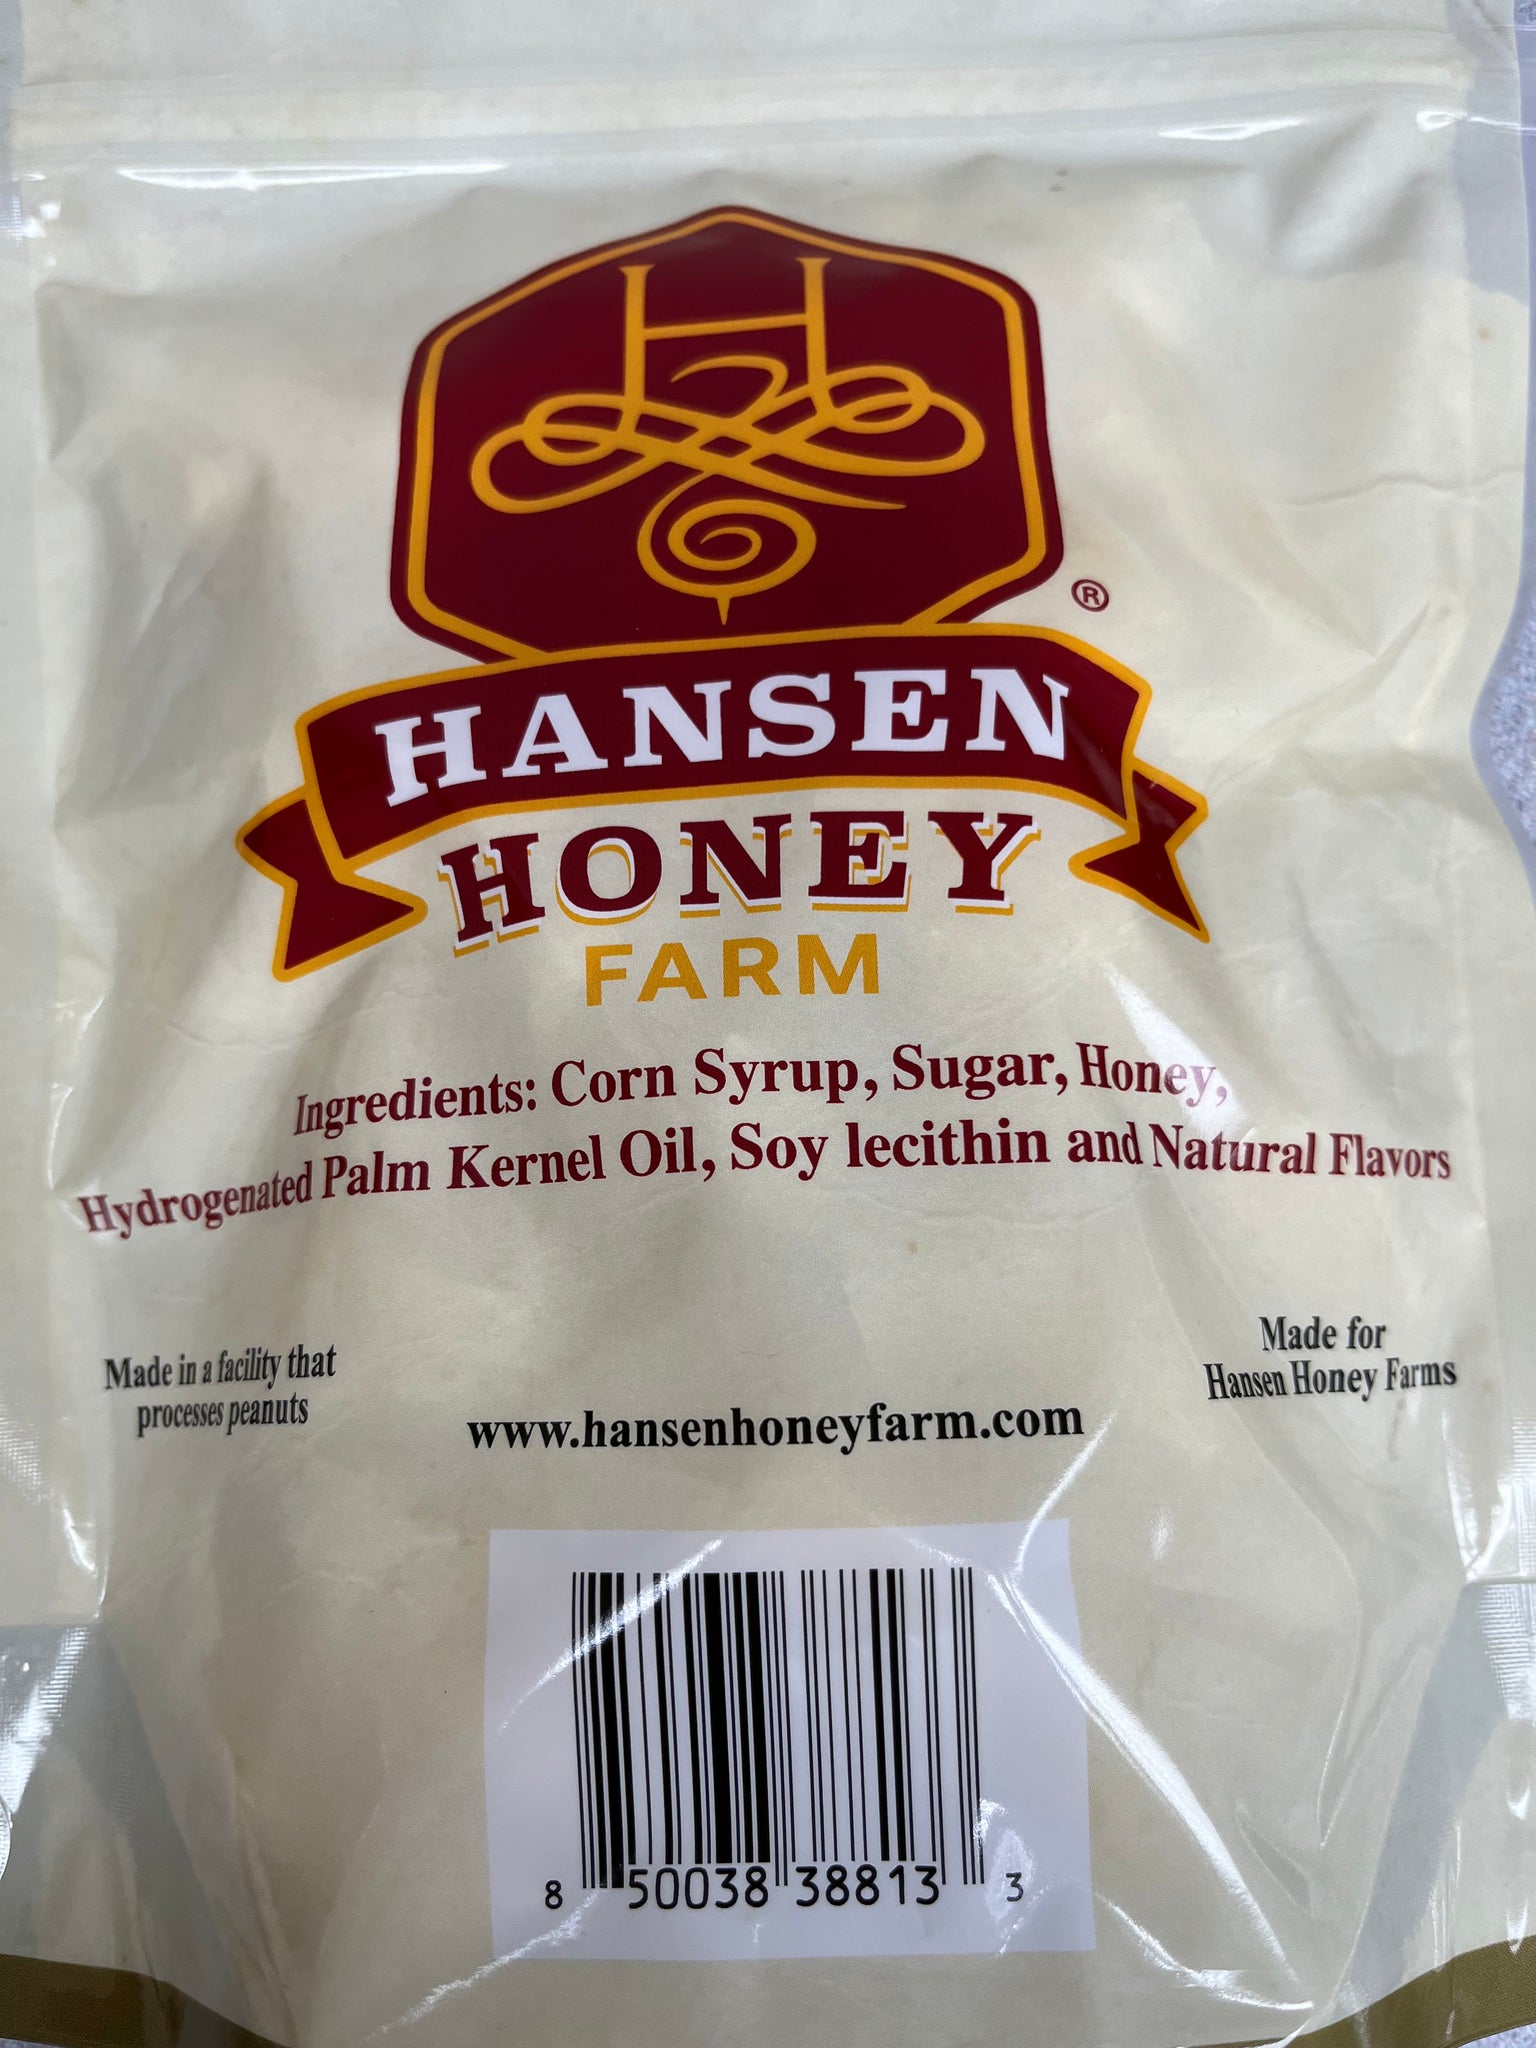 H
®
HANSEN
HONEY
FARM
Ingredients: Corn Syrup, Sugar, Honey,
Hydrogenated Palm Kernel Oil, Soy lecithin and Natural Flavors
Made in a facility that
processes peanuts
Made for
Hansen Honey Farms
www.hansenhoneyfarm.com
8 50038 38813 3